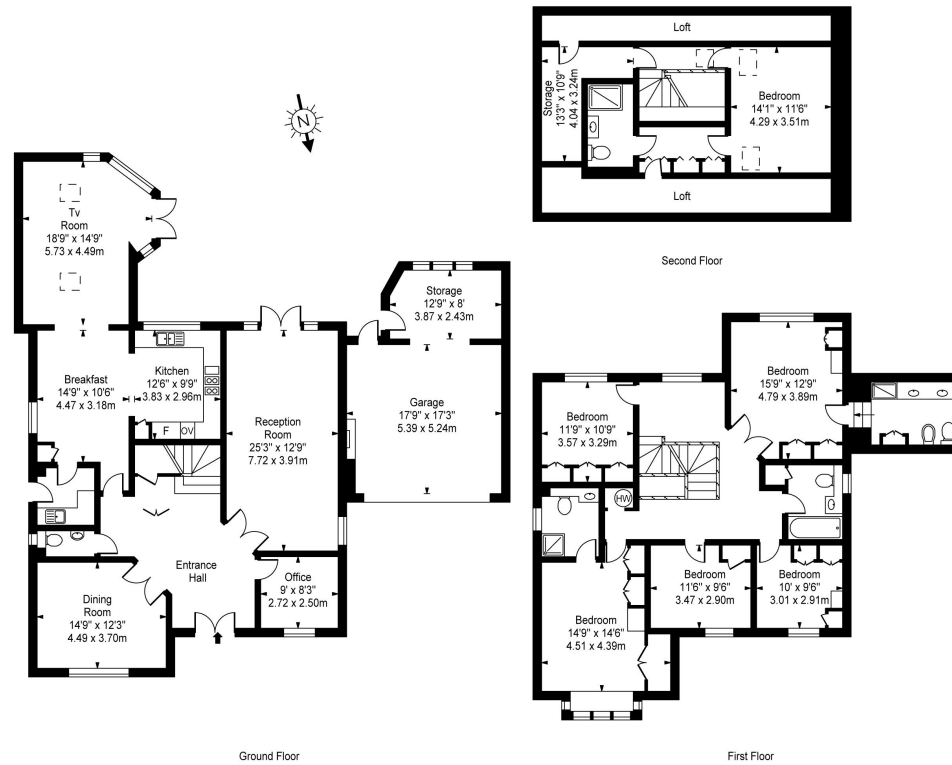 Loft
Storage
13'3" x 10'9"
4.04 x 3.24m
Bedroom
14'1" x 11'6"
4.29 x 3.51m
Loft
Second Floor
N
Tv
Room
18'9" x 14'9"
5.73 x 4.49m
Storage
12'9" x 8'
3.87 x 2.43m
Breakfast
14'9" x 10'6"
4.47 x 3.18m
Kitchen
12'6" x 9'9"
3.83 x 2.96m
F
OV
Reception
Room
25'3" x 12'9"
7.72 x 3.91m
Garage
17'9" x 17'3"
5.39 x 5.24m
Entrance
Hall
Office
9' x 8'3"
2.72 x 2.50m
Dining
Room
14'9" x 12'3"
4.49 x 3.70m
Ground Floor
Bedroom
15'9" x 12'9"
4.79 x 3.89m
Bedroom
11'9" x 10'9"
3.57 x 3.29m
HW
Bedroom
11'6" x 9'6"
3.47 x 2.90m
Bedroom
10' x 9'6"
3.01 x 2.91m
Bedroom
14'9" x 14'6"
4.51 x 4.39m
First Floor